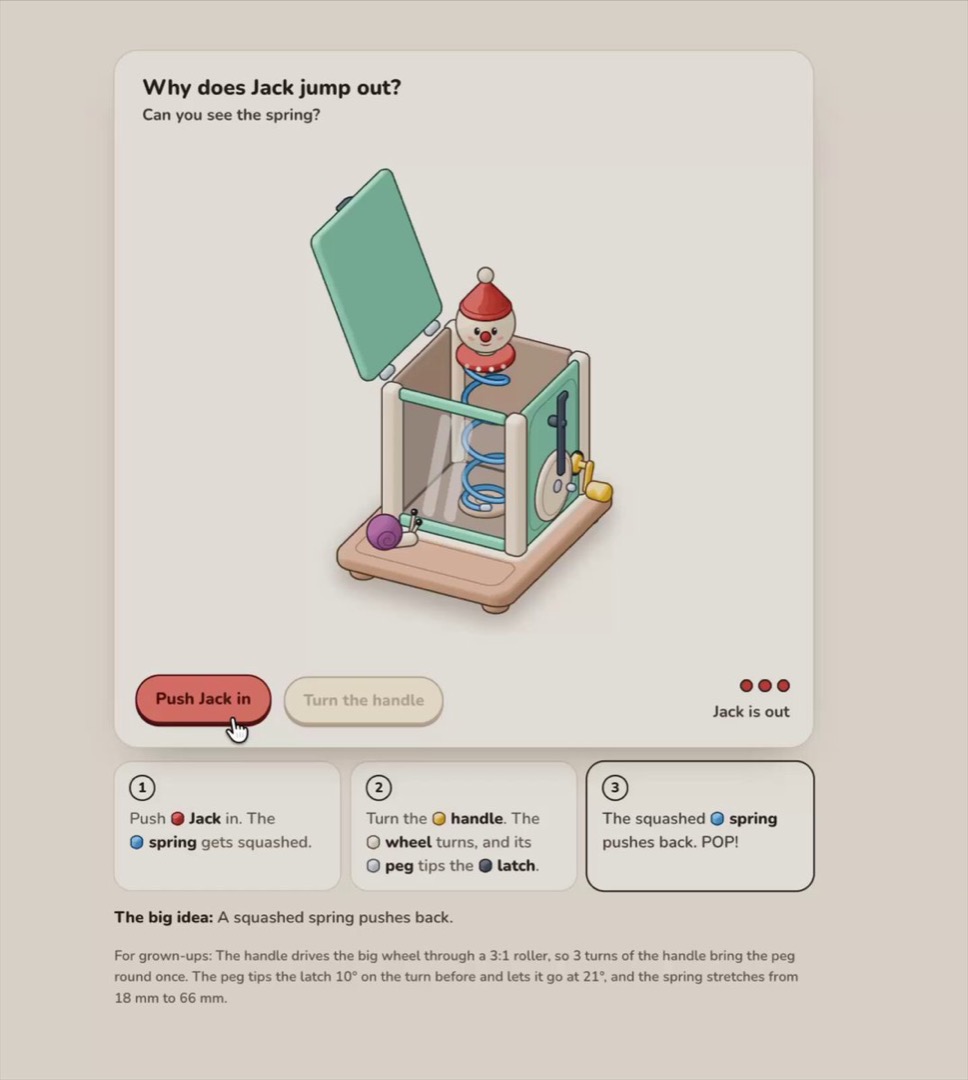 Why does Jack jump out?
Can you see the spring?
Push Jack in
Turn the handle
Jack is out
1
Push Jack in. The
spring gets squashed.
2
Turn the handle. The
wheel turns, and its
peg tips the latch.
3
The squashed spring
pushes back. POP!
The big idea: A squashed spring pushes back.
For grown-ups: The handle drives the big wheel through a 3:1 roller, so 3 turns of the handle bring the peg
round once. The peg tips the latch 10° on the turn before and lets it go at 21°, and the spring stretches from
18 mm to 66 mm.